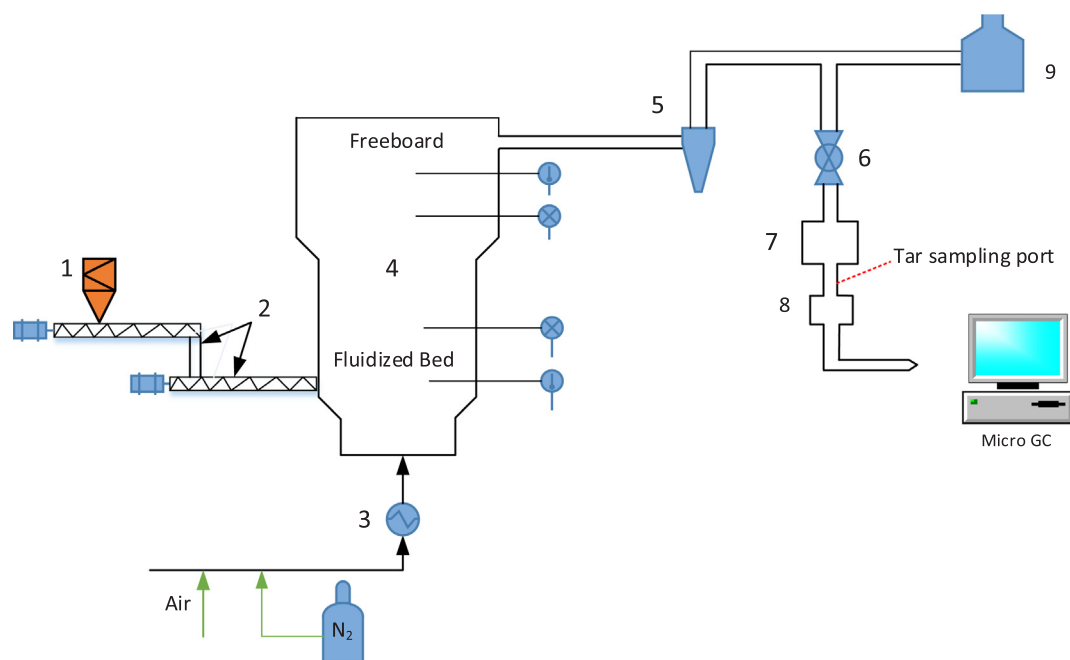 9
5
Freeboard
6
7
Tar sampling port
1
4
2
8
Fluidized Bed
Micro GC
3
Air
N₂